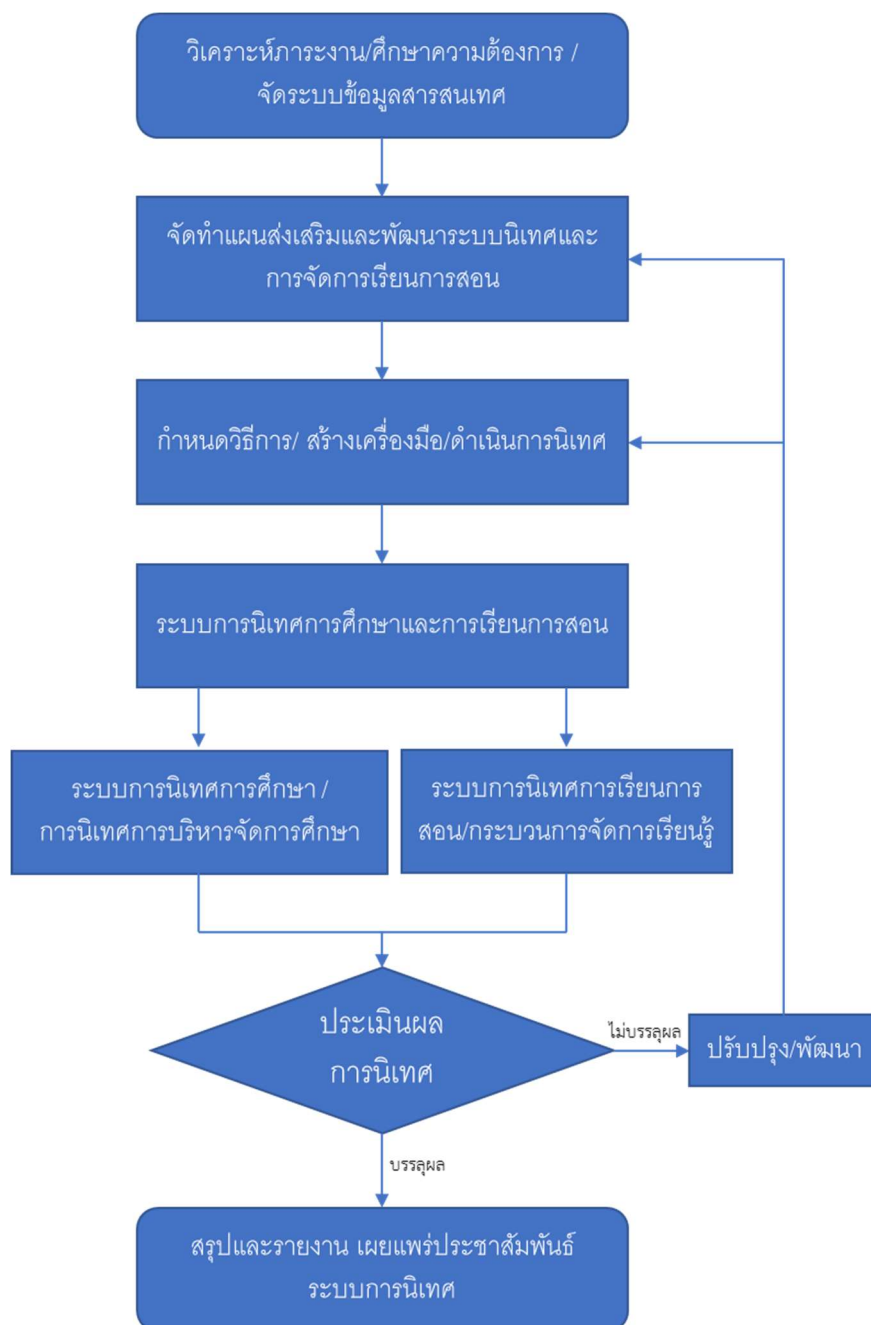 วิเคราะห์ภาระงาน/ศึกษาความต้องการ /
จัดระบบข้อมูลสารสนเทศ
จัดทำแผนส่งเสริมและพัฒนาระบบนิเทศและ
การจัดการเรียนการสอน
กำหนดวิธีการ/ สร้างเครื่องมือ/ดำเนินการนิเทศ
ระบบการนิเทศการศึกษาและการเรียนการสอน
ระบบการนิเทศการศึกษา /
การนิเทศการบริหารจัดการศึกษา
ระบบการนิเทศการเรียนการ
สอน/กระบวนการจัดการเรียนรู้
ประเมินผล
การนิเทศ
ไม่บรรลุผล
ปรับปรุง/พัฒนา
บรรลุผล
สรุปและรายงาน เผยแพร่ประชาสัมพันธ์
ระบบการนิเทศ